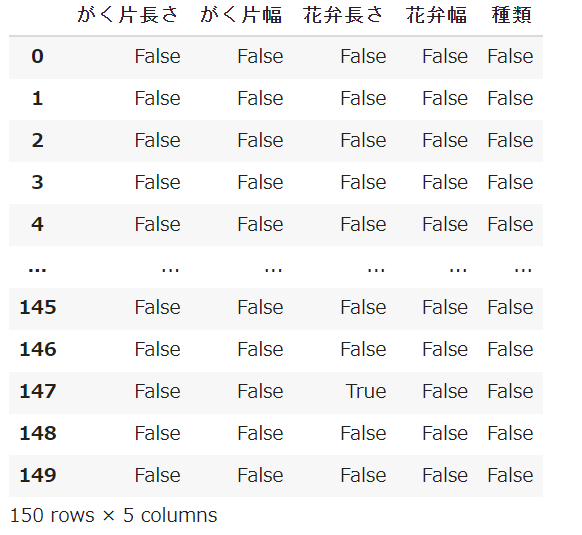 がく片長さ がく片幅 花弁長さ 花弁幅 種類
0 False False False False False
1 False False False False False
2 False False False False False
3 False False False False False
4 False False False False False
... ... ... ... ... ...
145 False False False False False
146 False False False False False
147 False False True False False
148 False False False False False
149 False False False False False
150 rows × 5 columns